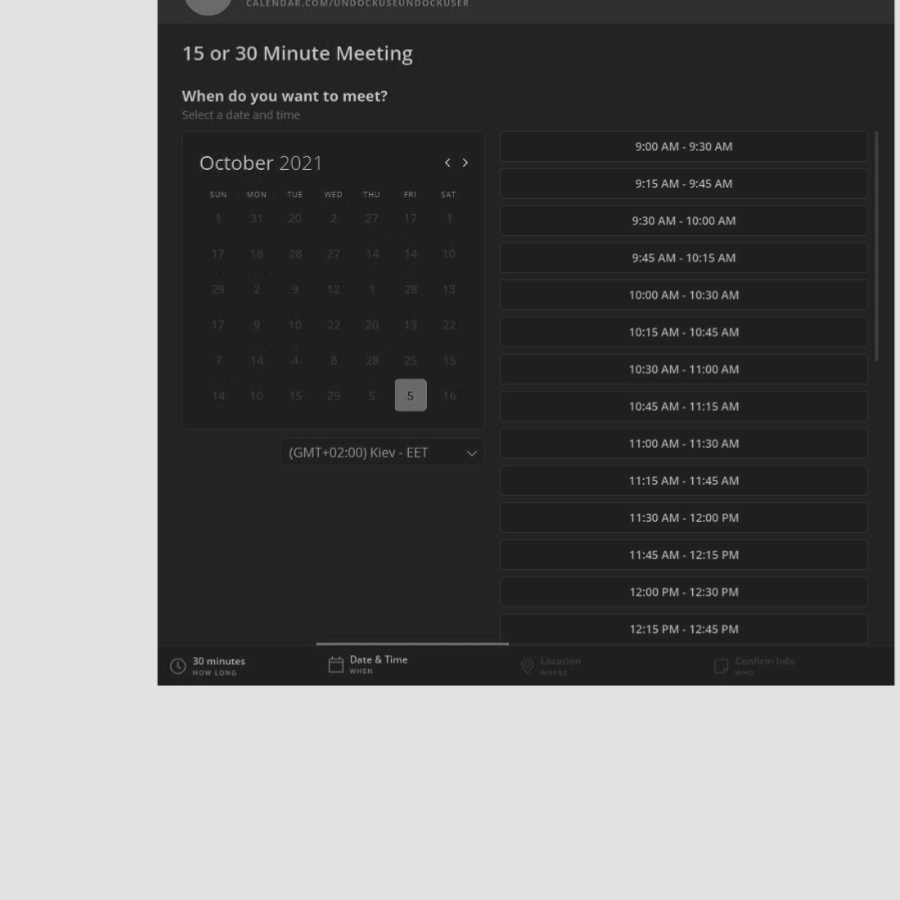 CALENDAR.COM/UNDOCKUSEUNDOCKUSER
15 or 30 Minute Meeting
When do you want to meet?
Select a date and time
October 2021
SUN MON TUE WED THU FRI SAT
1 31 20 2 27 17 1
17 18 28 27 14 14 10
29 2 9 12 1 28 13
17 9 10 22 20 13 22
7 14 4 8 28 25 15
14 10 15 29 5 5 16
(GMT+02:00) Kiev - EET
9:00 AM - 9:30 AM
9:15 AM - 9:45 AM
9:30 AM - 10:00 AM
9:45 AM - 10:15 AM
10:00 AM - 10:30 AM
10:15 AM - 10:45 AM
10:30 AM - 11:00 AM
10:45 AM - 11:15 AM
11:00 AM - 11:30 AM
11:15 AM - 11:45 AM
11:30 AM - 12:00 PM
11:45 AM - 12:15 PM
12:00 PM - 12:30 PM
12:15 PM - 12:45 PM
30 minutes
HOW LONG
Date & Time
WHEN
Location
WHERE
Confirm Info
WHO